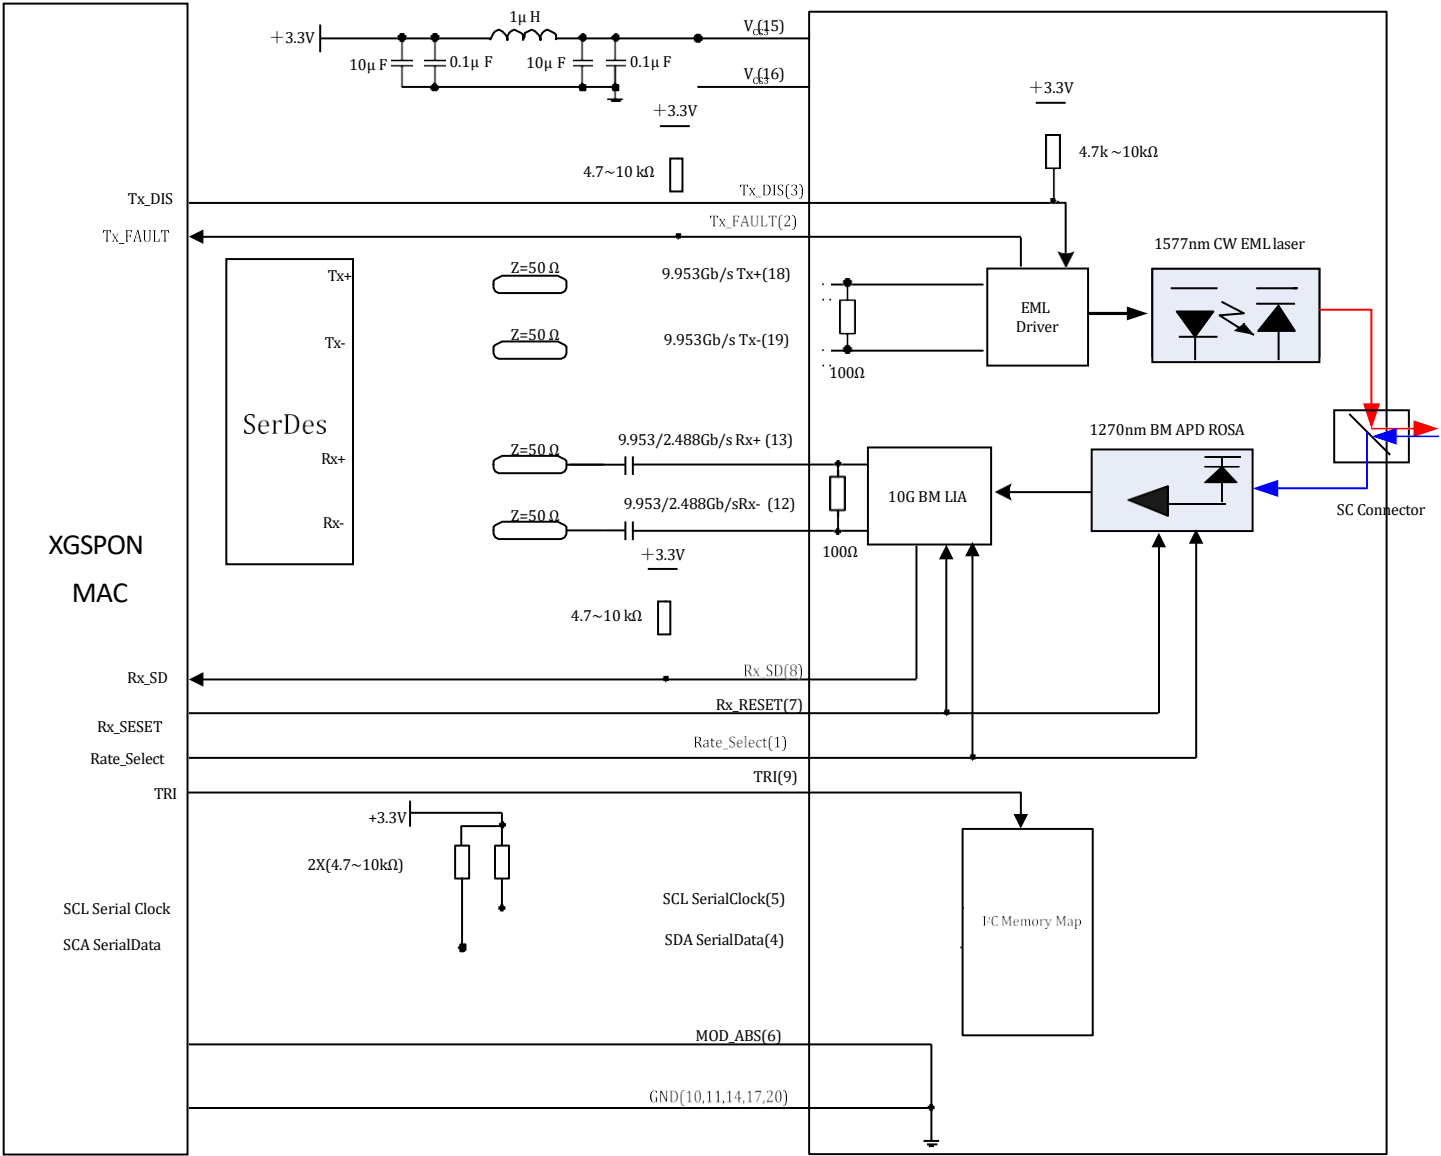 1μ H
V CC3 (15)
+3.3V
10μ F
0.1μ F
10μ F
0.1μ F
V CC3 (16)
+3.3V
+3.3V
4.7~10 kΩ
4.7k ~10kΩ
Tx_DIS
Tx_DIS(3)
Tx_FAULT
Tx_FAULT(2)
1577nm CW EML laser
Tx+
Z=50 Ω
9.953Gb/s Tx+(18)
EML
Driver
Tx-
Z=50 Ω
9.953Gb/s Tx-(19)
100Ω
SerDes
1270nm BM APD ROSA
Rx+
Z=50 Ω
9.953/2.488Gb/s Rx+ (13)
10G BM LIA
9.953/2.488Gb/sRx- (12)
SC Connector
Rx-
Z=50 Ω
100Ω
XGSPON
MAC
+3.3V
4.7~10 kΩ
Rx_SD
Rx_SD(8)
Rx_SESET
Rx_RESET(7)
Rate_Select
Rate_Select(1)
TRI
TRI(9)
+3.3V
2X(4.7~10kΩ)
SCL Serial Clock
SCL SerialClock(5)
I²C Memory Map
SCA SerialData
SDA SerialData(4)
MOD_ABS(6)
GND(10,11,14,17,20)